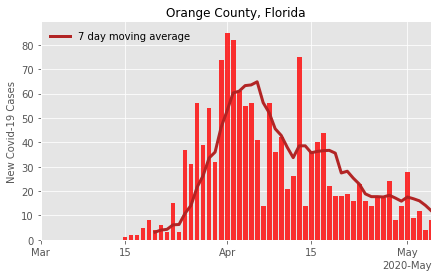 Orange County, Florida
7 day moving average
New Covid-19 Cases
80
70
60
50
40
30
20
10
0
Mar
15
Apr
15
May
2020-May